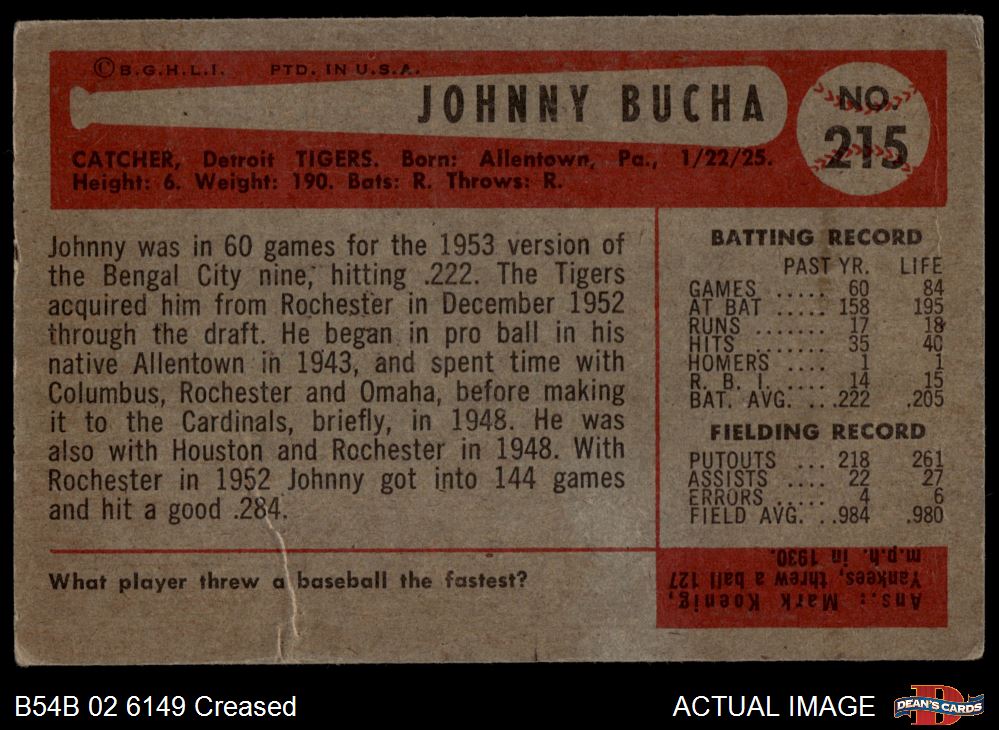 © B.G.H.L.I. PTD. IN U.S.A.
JOHNNY BUCHA
NO.
215
CATCHER, Detroit TIGERS. Born: Allentown, Pa., 1/22/25.
Height: 6. Weight: 190. Bats: R. Throws: R.
Johnny was in 60 games for the 1953 version of
the Bengal City nine, hitting .222. The Tigers
acquired him from Rochester in December 1952
through the draft. He began in pro ball in his
native Allentown in 1943, and spent time with
Columbus, Rochester and Omaha, before making
it to the Cardinals, briefly, in 1948. He was
also with Houston and Rochester in 1948. With
Rochester in 1952 Johnny got into 144 games
and hit a good .284.
What player threw a baseball the fastest?
BATTING RECORD
PAST YR. LIFE
GAMES ..... 60 84
AT BAT ..... 158 195
RUNS ....... 17 18
HITS ....... 35 40
HOMERS ..... 1 1
R. B. I. .... 14 15
BAT. AVG. ...222 .205
FIELDING RECORD
PUTOUTS ... 218 261
ASSISTS .... 22 27
ERRORS ..... 4 6
FIELD AVG. ..984 .980
Ans.: Mark Koenig,
Yankees, threw a ball 127
m.p.h. in 1930.
B54B 02 6149 Creased
ACTUAL IMAGE
D
DEAN'S CARDS